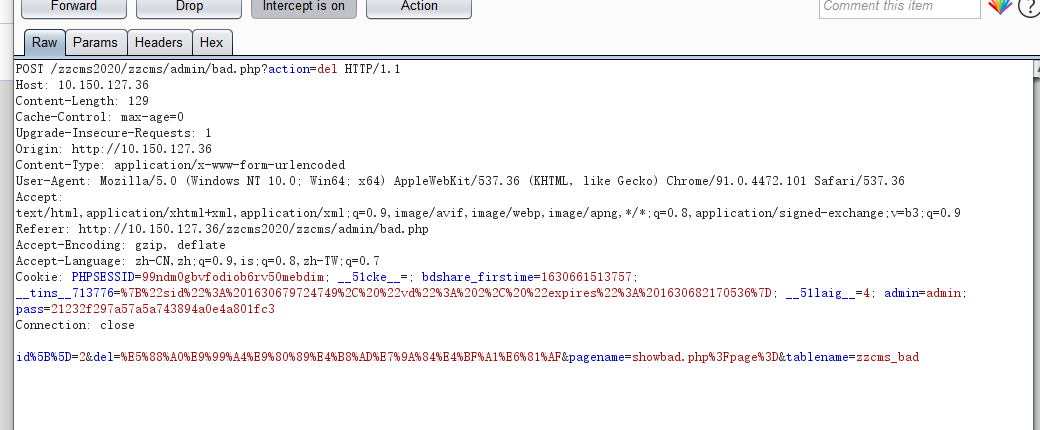 Forward Drop Intercept is on Action Comment this item ?
Raw Params Headers Hex
POST /zzcms2020/zzcms/admin/bad.php?action=del HTTP/1.1
Host: 10.150.127.36
Content-Length: 129
Cache-Control: max-age=0
Upgrade-Insecure-Requests: 1
Origin: http://10.150.127.36
Content-Type: application/x-www-form-urlencoded
User-Agent: Mozilla/5.0 (Windows NT 10.0; Win64; x64) AppleWebKit/537.36 (KHTML, like Gecko) Chrome/91.0.4472.101 Safari/537.36
Accept:
text/html,application/xhtml+xml,application/xml;q=0.9,image/avif,image/webp,image/apng,*/*;q=0.8,application/signed-exchange;v=b3;q=0.9
Referer: http://10.150.127.36/zzcms2020/zzcms/admin/bad.php
Accept-Encoding: gzip, deflate
Accept-Language: zh-CN,zh;q=0.9,is;q=0.8,zh-TW;q=0.7
Cookie: PHPSESSID=99ndm0gbvfodiob6rv50mebdim; __51cke__=; bdshare_firstime=1630661513757;
__tins__713776=%7B%22sid%22%3A%201630679724749%2C%20%22vd%22%3A%202%2C%20%22expires%22%3A%201630682170536%7D; __51laig__=4; admin=admin;
pass=21232f297a57a5a743894a0e4a801fc3
Connection: close
id%5B%5D=2&del=%E5%88%A0%E9%99%A4%E9%80%89%E4%B8%AD%E7%9A%84%E4%BF%A1%E6%81%AF&pagename=showbad.php%3Fpage%3D&tablename=zzcms_bad